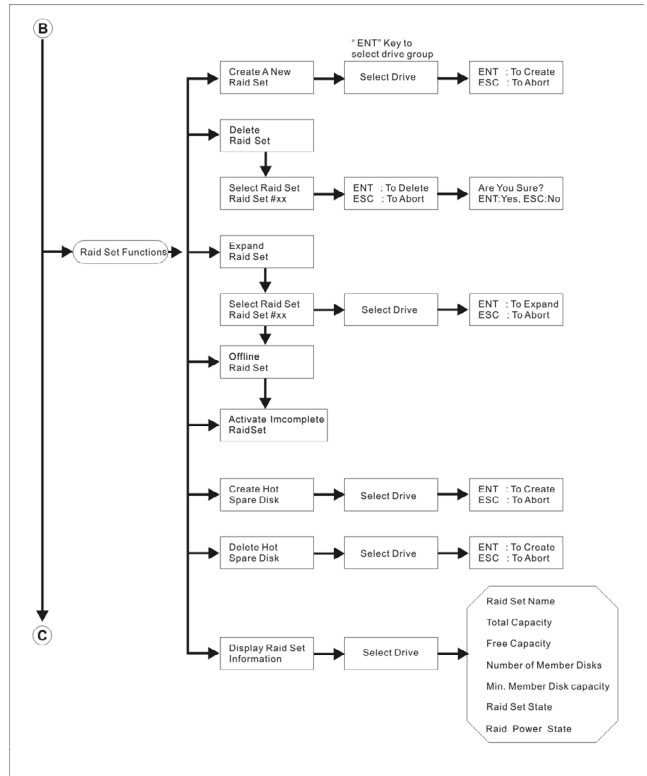 B
“ ENT” Key to
select drive group
Create A New
Raid Set
Select Drive
ENT : To Create
ESC : To Abort
Delete
Raid Set
Select Raid Set
Raid Set #xx
ENT : To Delete
ESC : To Abort
Are You Sure?
ENT:Yes, ESC:No
Raid Set Functions
Expand
Raid Set
Select Raid Set
Raid Set #xx
Select Drive
ENT : To Expand
ESC : To Abort
Offline
Raid Set
Activate Imcomplete
RaidSet
Create Hot
Spare Disk
Select Drive
ENT : To Create
ESC : To Abort
Delete Hot
Spare Disk
Select Drive
ENT : To Create
ESC : To Abort
Display Raid Set
Information
Select Drive
Raid Set Name
Total Capacity
Free Capacity
Number of Member Disks
Min. Member Disk capacity
Raid Set State
Raid Power State
C